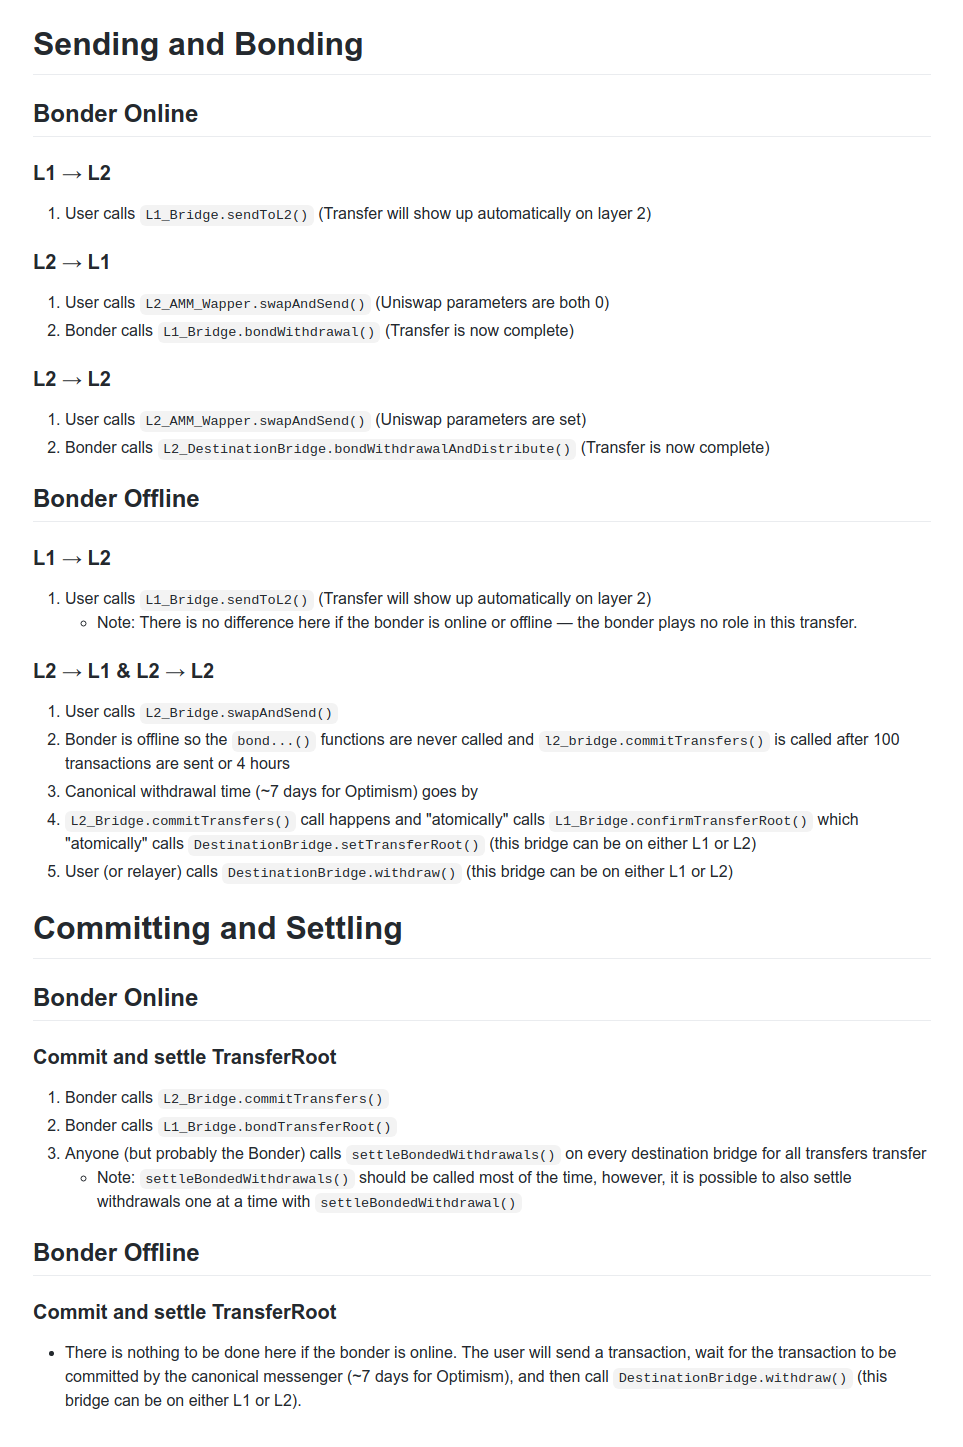 Sending and Bonding
Bonder Online
L1 → L2
1. User calls L1_Bridge.sendToL2() (Transfer will show up automatically on layer 2)
L2 → L1
1. User calls L2_AMM_Wapper.swapAndSend() (Uniswap parameters are both 0)
2. Bonder calls L1_Bridge.bondWithdrawal() (Transfer is now complete)
L2 → L2
1. User calls L2_AMM_Wapper.swapAndSend() (Uniswap parameters are set)
2. Bonder calls L2_DestinationBridge.bondWithdrawalAndDistribute() (Transfer is now complete)
Bonder Offline
L1 → L2
1. User calls L1_Bridge.sendToL2() (Transfer will show up automatically on layer 2)
◦ Note: There is no difference here if the bonder is online or offline — the bonder plays no role in this transfer.
L2 → L1 & L2 → L2
1. User calls L2_Bridge.swapAndSend()
2. Bonder is offline so the bond...() functions are never called and l2_bridge.commitTransfers() is called after 100
transactions are sent or 4 hours
3. Canonical withdrawal time (~7 days for Optimism) goes by
4. L2_Bridge.commitTransfers() call happens and "atomically" calls L1_Bridge.confirmTransferRoot() which
"atomically" calls DestinationBridge.setTransferRoot() (this bridge can be on either L1 or L2)
5. User (or relayer) calls DestinationBridge.withdraw() (this bridge can be on either L1 or L2)
Committing and Settling
Bonder Online
Commit and settle TransferRoot
1. Bonder calls L2_Bridge.commitTransfers()
2. Bonder calls L1_Bridge.bondTransferRoot()
3. Anyone (but probably the Bonder) calls settleBondedWithdrawals() on every destination bridge for all transfers transfer
◦ Note: settleBondedWithdrawals() should be called most of the time, however, it is possible to also settle
withdrawals one at a time with settleBondedWithdrawal()
Bonder Offline
Commit and settle TransferRoot
• There is nothing to be done here if the bonder is online. The user will send a transaction, wait for the transaction to be
committed by the canonical messenger (~7 days for Optimism), and then call DestinationBridge.withdraw() (this
bridge can be on either L1 or L2).